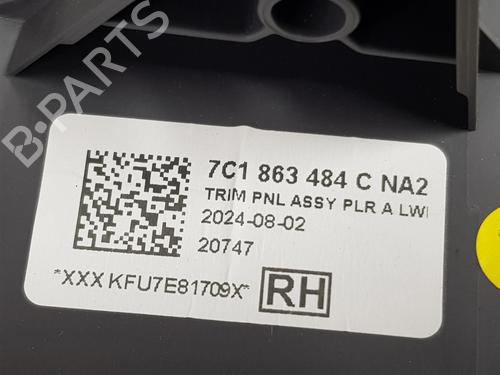 B-PARTS
7C1 863 484 C NA2
TRIM PNL ASSY PLR A LWI
2024-08-02
20747
*XXX KFU7E81709X*
RH